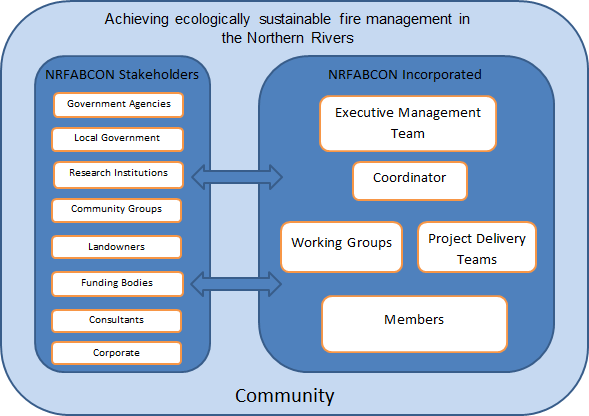 Achieving ecologically sustainable fire management in
the Northern Rivers
NRFABCON Stakeholders
Government Agencies
Local Government
Research Institutions
Community Groups
Landowners
Funding Bodies
Consultants
Corporate
NRFABCON Incorporated
Executive Management
Team
Coordinator
Working Groups
Project Delivery
Teams
Members
Community